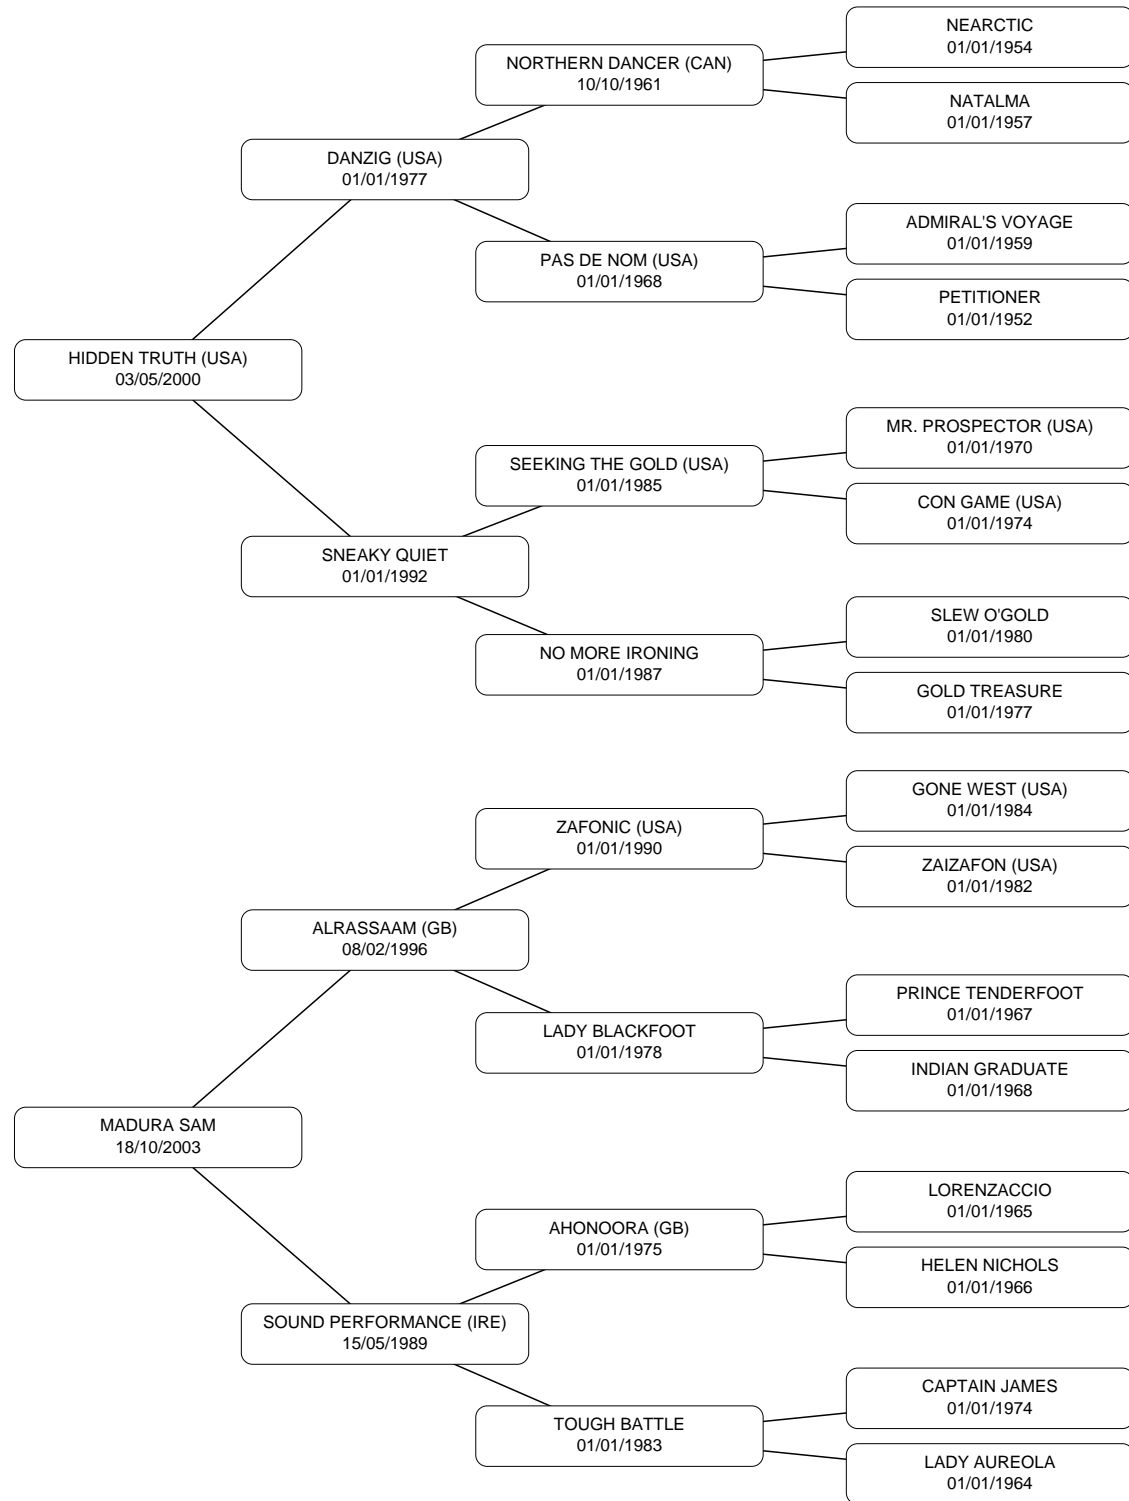 NEARCTIC
01/01/1954
NORTHERN DANCER (CAN)
10/10/1961
NATALMA
01/01/1957
DANZIG (USA)
01/01/1977
ADMIRAL'S VOYAGE
01/01/1959
PAS DE NOM (USA)
01/01/1968
PETITIONER
01/01/1952
HIDDEN TRUTH (USA)
03/05/2000
MR. PROSPECTOR (USA)
01/01/1970
SEEKING THE GOLD (USA)
01/01/1985
CON GAME (USA)
01/01/1974
SNEAKY QUIET
01/01/1992
SLEW O'GOLD
01/01/1980
NO MORE IRONING
01/01/1987
GOLD TREASURE
01/01/1977
GONE WEST (USA)
01/01/1984
ZAFONIC (USA)
01/01/1990
ZAIZAFON (USA)
01/01/1982
ALRASSAAM (GB)
08/02/1996
PRINCE TENDERFOOT
01/01/1967
LADY BLACKFOOT
01/01/1978
INDIAN GRADUATE
01/01/1968
MADURA SAM
18/10/2003
LORENZACCIO
01/01/1965
AHONOORA (GB)
01/01/1975
HELEN NICHOLS
01/01/1966
SOUND PERFORMANCE (IRE)
15/05/1989
CAPTAIN JAMES
01/01/1974
TOUGH BATTLE
01/01/1983
LADY AUREOLA
01/01/1964